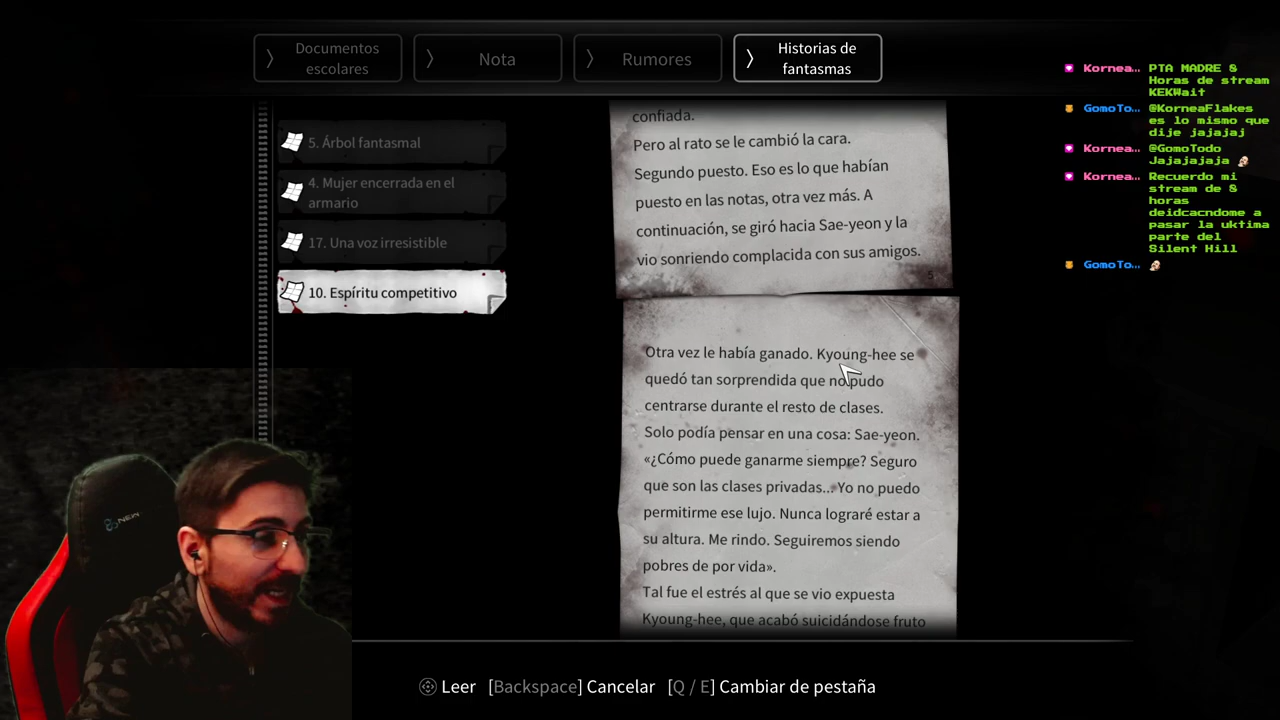 Documentos
escolares
Nota
Rumores
Historias de
fantasmas
5. Árbol fantasmal
4. Mujer encerrada en el
armario
17. Una voz irresistible
10. Espíritu competitivo
confiada.
Pero al rato se le cambió la cara.
Segundo puesto. Eso es lo que habían
puesto en las notas, otra vez más. A
continuación, se giró hacia Sae-yeon y la
vio sonriendo complacida con sus amigos.
5
Otra vez le había ganado. Kyoung-hee se
quedó tan sorprendida que no pudo
centrarse durante el resto de clases.
Solo podía pensar en una cosa: Sae-yeon.
«¿Cómo puede ganarme siempre? Seguro
que son las clases privadas... Yo no puedo
permitirme ese lujo. Nunca lograré estar a
su altura. Me rindo. Seguiremos siendo
pobres de por vida».
Tal fue el estrés al que se vio expuesta
Kyoung-hee, que acabó suicidándose fruto
Leer [Backspace] Cancelar [Q / E] Cambiar de pestaña
Kornea... PTA MADRE 8
Horas de stream
KEKWait
GomoTo... @KorneaFlakes
es lo mismo que
dije jajajaj
Kornea... @GomoTodo
Jajajajaja
Kornea... Recuerdo mi
stream de 8
horas
deidcacndome a
pasar la uktima
parte del
Silent Hill
GomoTo...
NEW